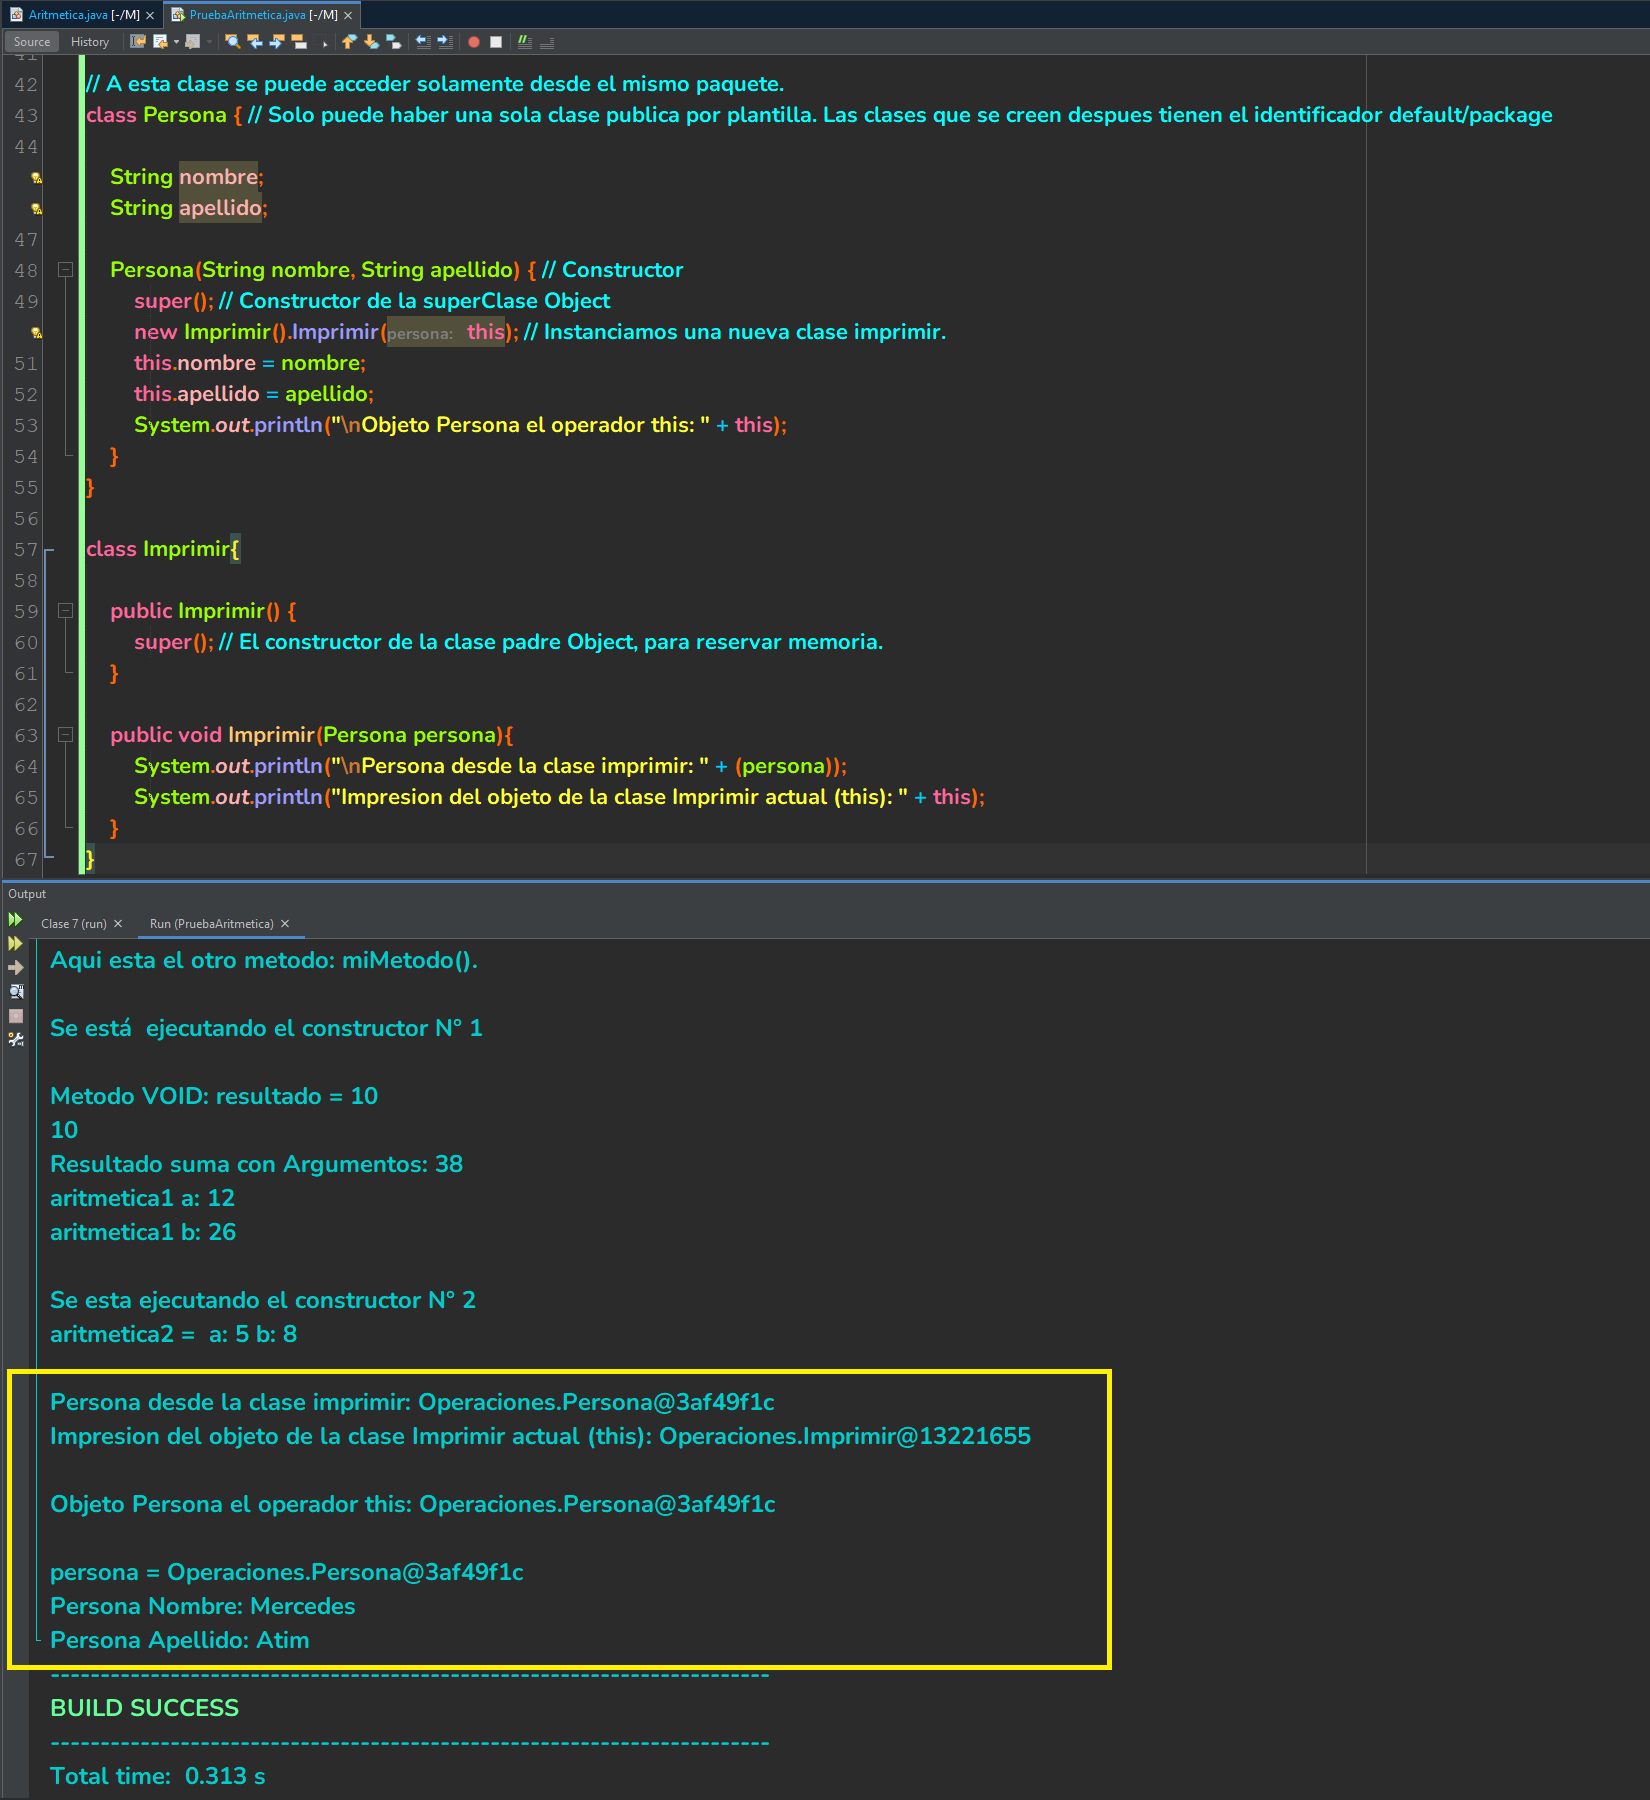 Aritmetica.java [-/M] × PruebaAritmetica.java [-/M] ×
Source History
41
42 // A esta clase se puede acceder solamente desde el mismo paquete.
43 class Persona { // Solo puede haber una sola clase publica por plantilla. Las clases que se creen despues tienen el identificador default/package
44
String nombre;
String apellido;
47
48 Persona(String nombre, String apellido) { // Constructor
49 super(); // Constructor de la superClase Object
new Imprimir().Imprimir(persona: this); // Instanciamos una nueva clase imprimir.
51 this.nombre = nombre;
52 this.apellido = apellido;
53 System.out.println("\nObjeto Persona el operador this: " + this);
54 }
55 }
56
57 class Imprimir{
58
59 public Imprimir() {
60 super(); // El constructor de la clase padre Object, para reservar memoria.
61 }
62
63 public void Imprimir(Persona persona){
64 System.out.println("\nPersona desde la clase imprimir: " + (persona));
65 System.out.println("Impresion del objeto de la clase Imprimir actual (this): " + this);
66 }
67 }
Output
Clase 7 (run) × Run (PruebaAritmetica) ×
Aqui esta el otro metodo: miMetodo().
Se está  ejecutando el constructor N° 1
Metodo VOID: resultado = 10
10
Resultado suma con Argumentos: 38
aritmetica1 a: 12
aritmetica1 b: 26
Se esta ejecutando el constructor N° 2
aritmetica2 =  a: 5 b: 8
Persona desde la clase imprimir: Operaciones.Persona@3af49f1c
Impresion del objeto de la clase Imprimir actual (this): Operaciones.Imprimir@13221655
Objeto Persona el operador this: Operaciones.Persona@3af49f1c
persona = Operaciones.Persona@3af49f1c
Persona Nombre: Mercedes
Persona Apellido: Atim
------------------------------------------------------------------------
BUILD SUCCESS
------------------------------------------------------------------------
Total time:  0.313 s